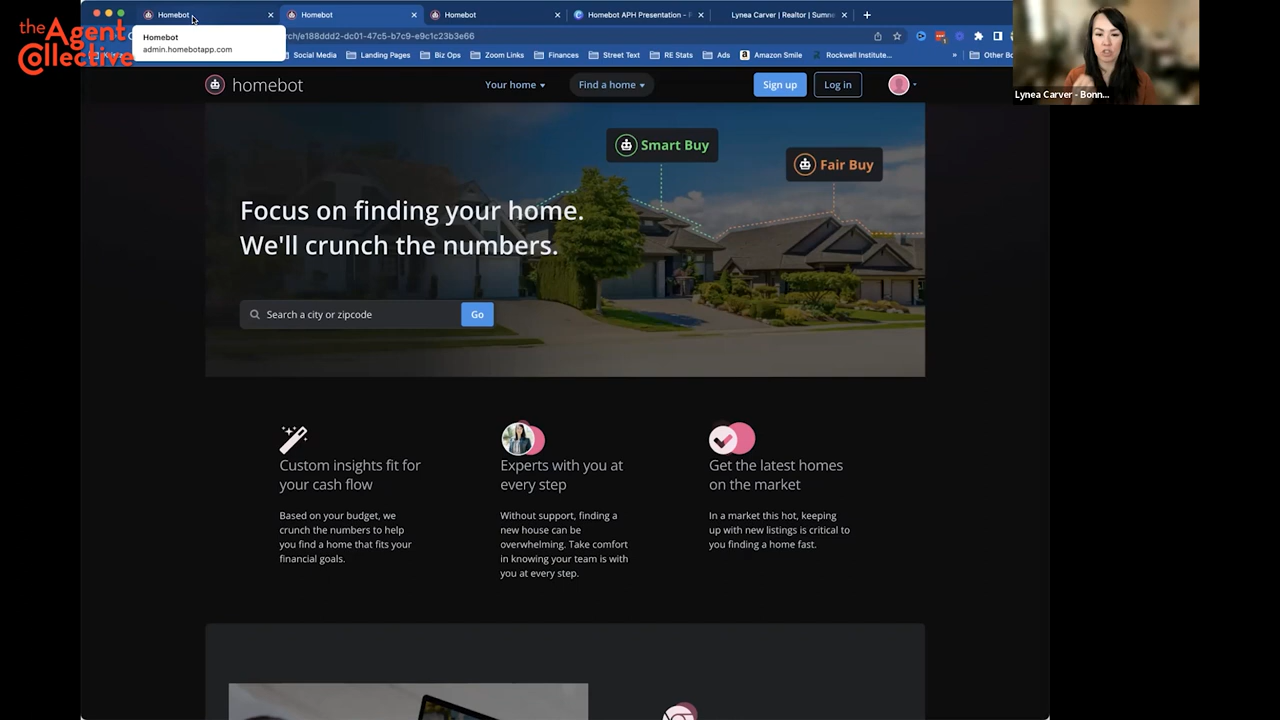 the Agent
Collective
Homebot
Homebot
Homebot
Homebot APH Presentation -
Lynea Carver | Realtor | Sumne
Homebot
admin.homebotapp.com
rch/e188ddd2-dc01-47c5-b7c9-e9c1c23b3e66
Social Media
Landing Pages
Biz Ops
Zoom Links
Finances
Street Text
RE Stats
Ads
Amazon Smile
Rockwell Institute...
»
Other Bo
Lynea Carver - Bonn...
homebot
Your home
Find a home
Sign up
Log in
Smart Buy
Fair Buy
Focus on finding your home.
We'll crunch the numbers.
Search a city or zipcode
Go
Custom insights fit for
your cash flow
Based on your budget, we
crunch the numbers to help
you find a home that fits your
financial goals.
Experts with you at
every step
Without support, finding a
new house can be
overwhelming. Take comfort
in knowing your team is with
you at every step.
Get the latest homes
on the market
In a market this hot, keeping
up with new listings is critical to
you finding a home fast.